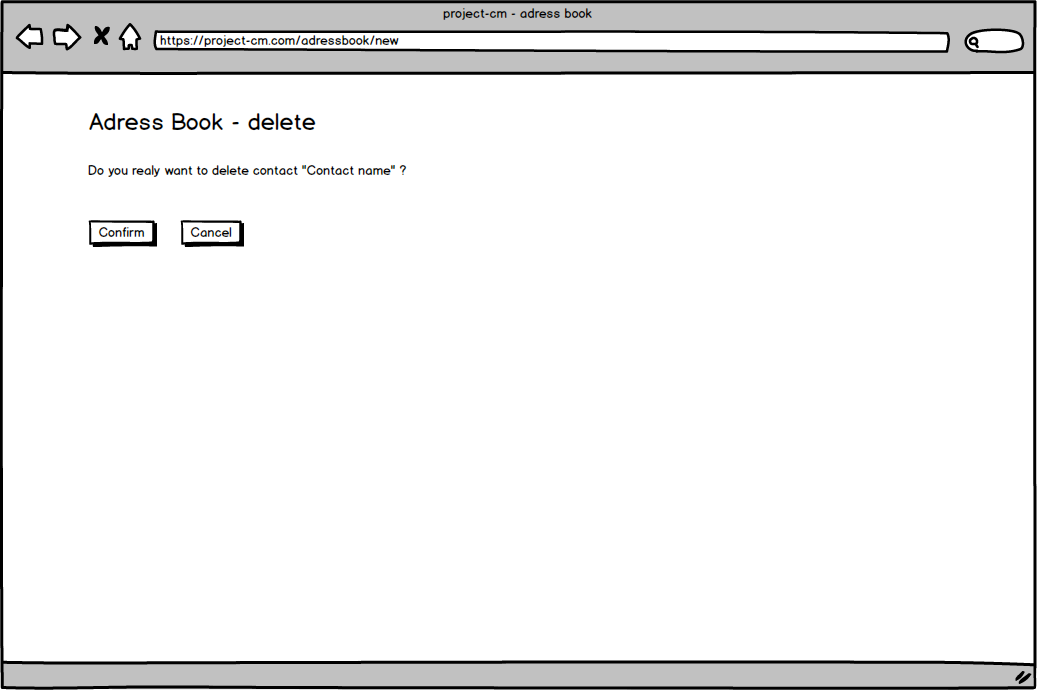 project-cm - adress book
https://project-cm.com/adressbook/new
Adress Book - delete
Do you realy want to delete contact "Contact name" ?
Confirm Cancel